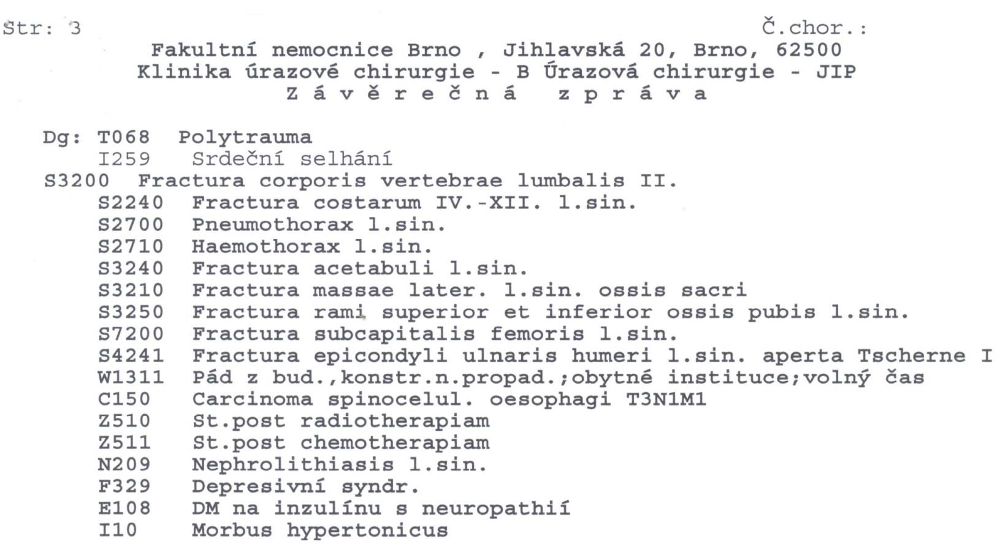 Str: 3 Č.chor.:
Fakultní nemocnice Brno , Jihlavská 20, Brno, 62500
Klinika úrazové chirurgie - B Úrazová chirurgie - JIP
Z á v ě r e č n á z p r á v a
Dg: T068 Polytrauma
I259 Srdeční selhání
S3200 Fractura corporis vertebrae lumbalis II.
S2240 Fractura costarum IV.-XII. l.sin.
S2700 Pneumothorax l.sin.
S2710 Haemothorax l.sin.
S3240 Fractura acetabuli l.sin.
S3210 Fractura massae later. l.sin. ossis sacri
S3250 Fractura rami superior et inferior ossis pubis l.sin.
S7200 Fractura subcapitalis femoris l.sin.
S4241 Fractura epicondyli ulnaris humeri l.sin. aperta Tscherne I
W1311 Pád z bud.,konstr.n.propad.;obytné instituce;volný čas
C150 Carcinoma spinocelul. oesophagi T3N1M1
Z510 St.post radiotherapiam
Z511 St.post chemotherapiam
N209 Nephrolithiasis l.sin.
F329 Depresivní syndr.
E108 DM na inzulínu s neuropathií
I10 Morbus hypertonicus